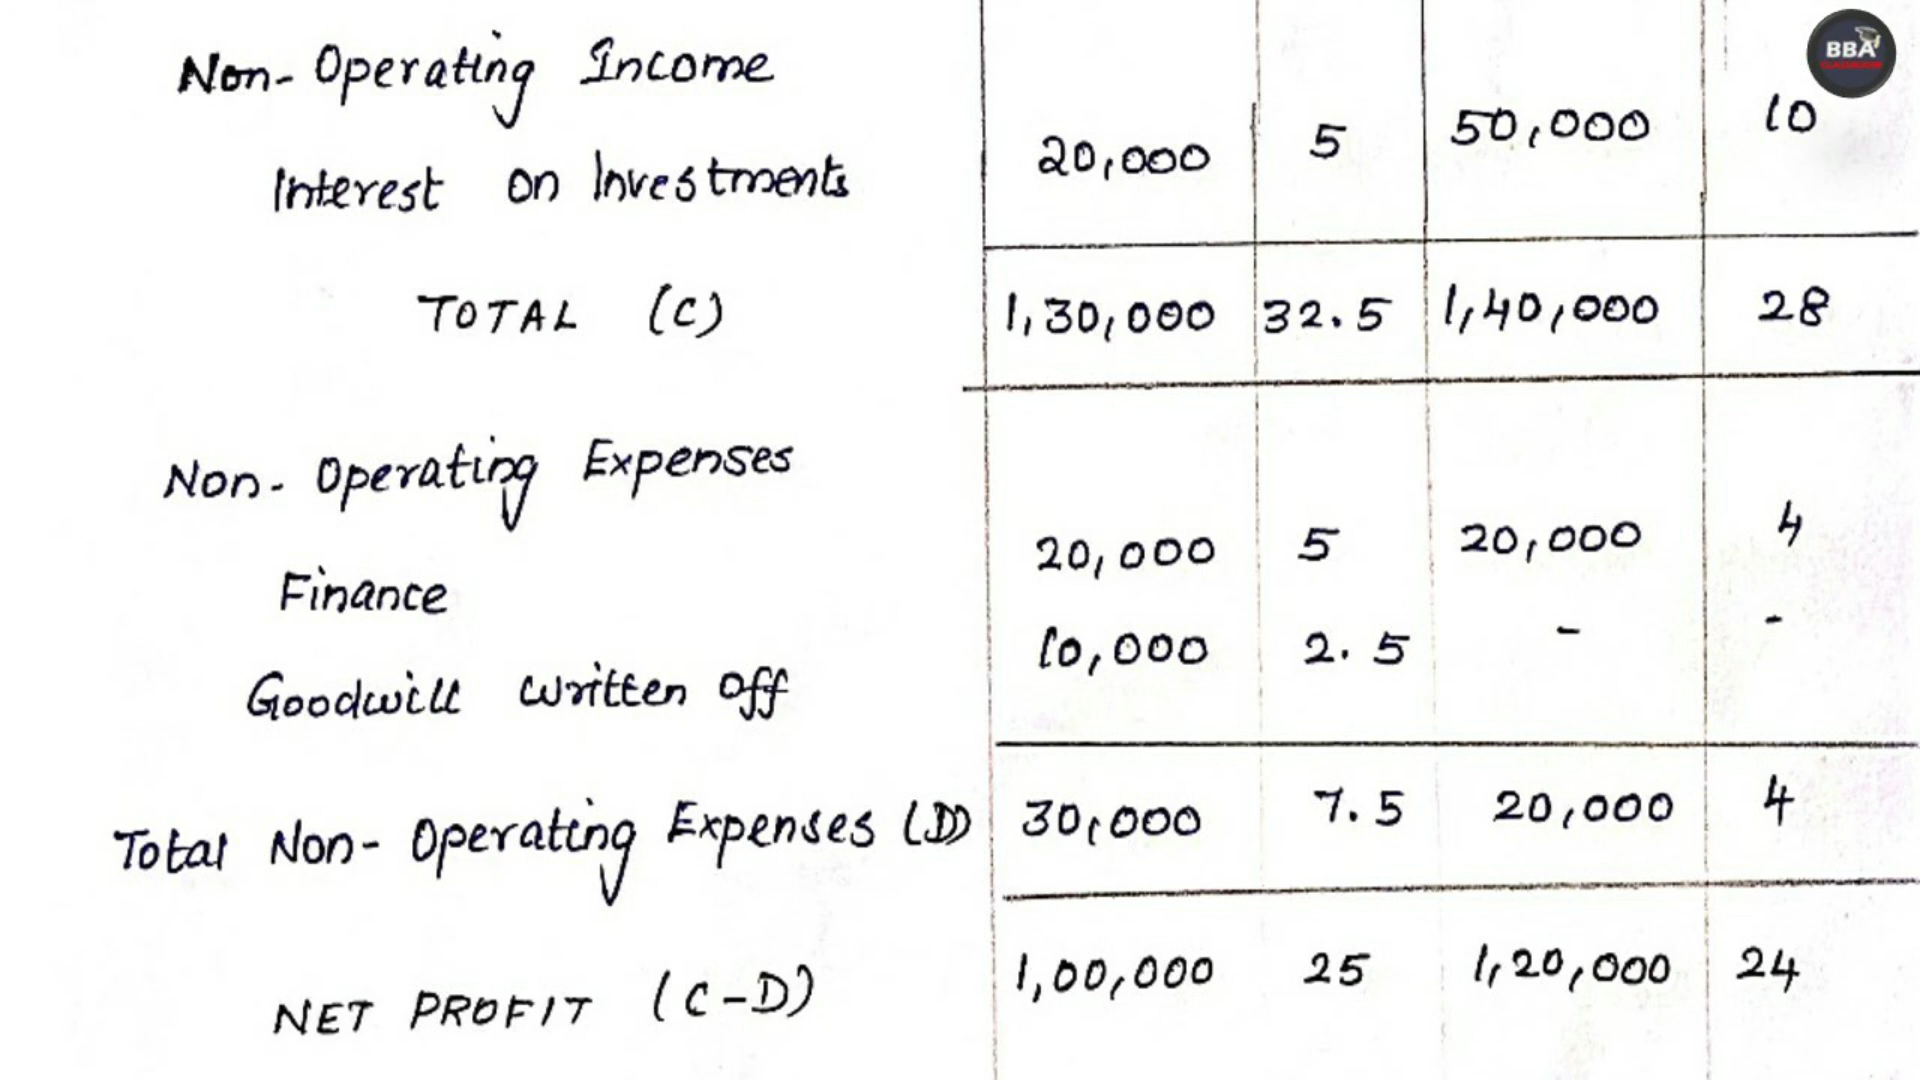 BBA
Non-Operating Income
Interest on Investments 20,000 5 50,000 10
TOTAL (C) 1,30,000 32.5 1,40,000 28
Non-Operating Expenses
Finance 20,000 5 20,000 4
Goodwill written off 10,000 2.5 - -
Total Non-Operating Expenses (D) 30,000 7.5 20,000 4
NET PROFIT (C-D) 1,00,000 25 1,20,000 24